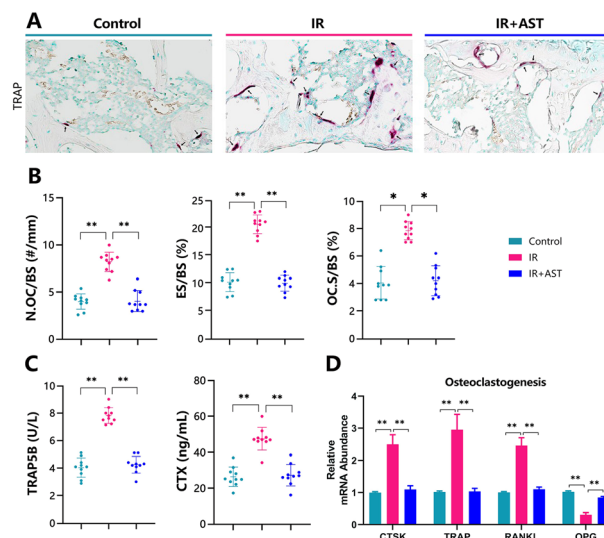 A
Control
IR
IR+AST
TRAP
B
N.OC/BS (#/mm)
15
10
5
0
**
**
ES/BS (%)
25
20
15
10
5
0
**
**
OC.S/BS (%)
10
8
6
4
2
0
*
*
Control
IR
IR+AST
C
TRAP5B (U/L)
10
8
6
4
2
0
**
**
CTX (ng/mL)
80
60
40
20
0
**
**
D
Osteoclastogenesis
Relative
mRNA Abundance
4
3
2
1
0
**
**
**
**
**
**
**
**
CTSK
TRAP
RANKL
OPG